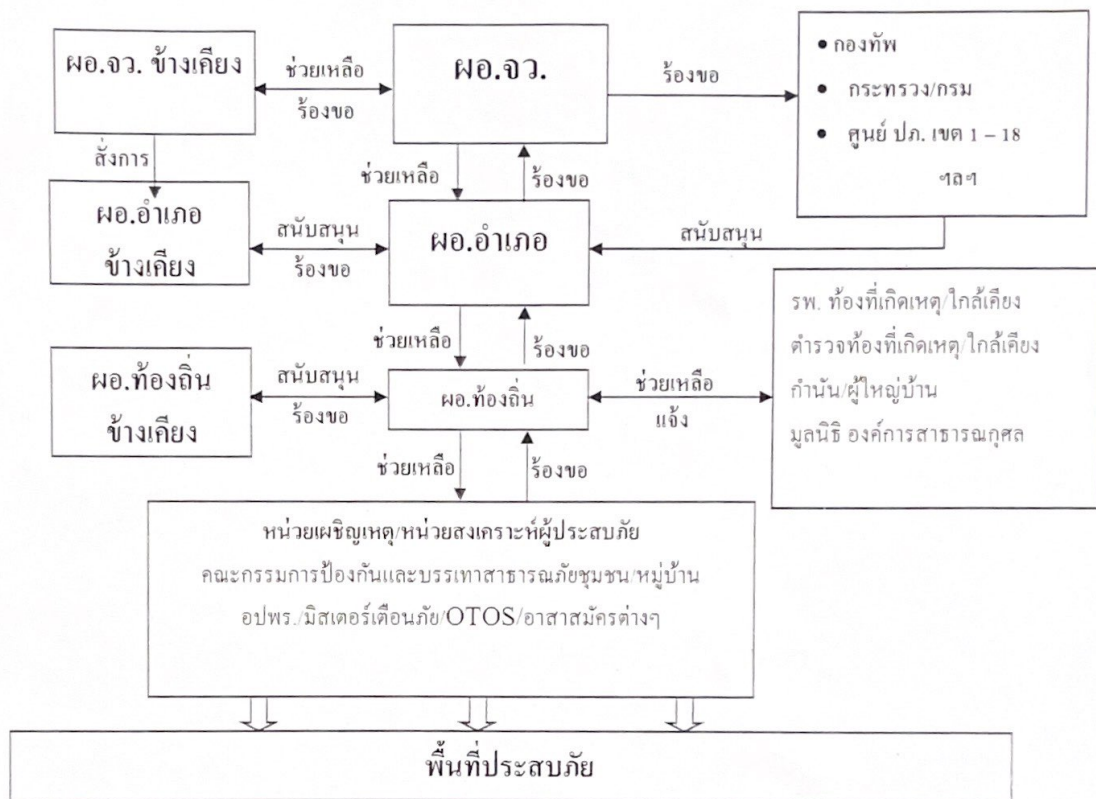 ผอ.จว. ข้างเคียง
ช่วยเหลือ
ร้องขอ
ผอ.จว.
ร้องขอ
• กองทัพ
• กระทรวง/กรม
• ศูนย์ ปภ. เขต 1 – 18
ฯลฯ
สั่งการ
ช่วยเหลือ
ร้องขอ
ผอ.อำเภอ
ข้างเคียง
สนับสนุน
ร้องขอ
ผอ.อำเภอ
สนับสนุน
ช่วยเหลือ
ร้องขอ
รพ. ท้องที่เกิดเหตุ/ใกล้เคียง
ตำรวจท้องที่เกิดเหตุ/ใกล้เคียง
กำนัน/ผู้ใหญ่บ้าน
มูลนิธิ องค์การสาธารณกุศล
ผอ.ท้องถิ่น
ข้างเคียง
สนับสนุน
ร้องขอ
ผอ.ท้องถิ่น
ช่วยเหลือ
แจ้ง
ช่วยเหลือ
ร้องขอ
หน่วยเผชิญเหตุ/หน่วยสงเคราะห์ผู้ประสบภัย
คณะกรรมการป้องกันและบรรเทาสาธารณภัยชุมชน/หมู่บ้าน
อปพร./มิสเตอร์เตือนภัย/OTOS/อาสาสมัครต่างๆ
พื้นที่ประสบภัย